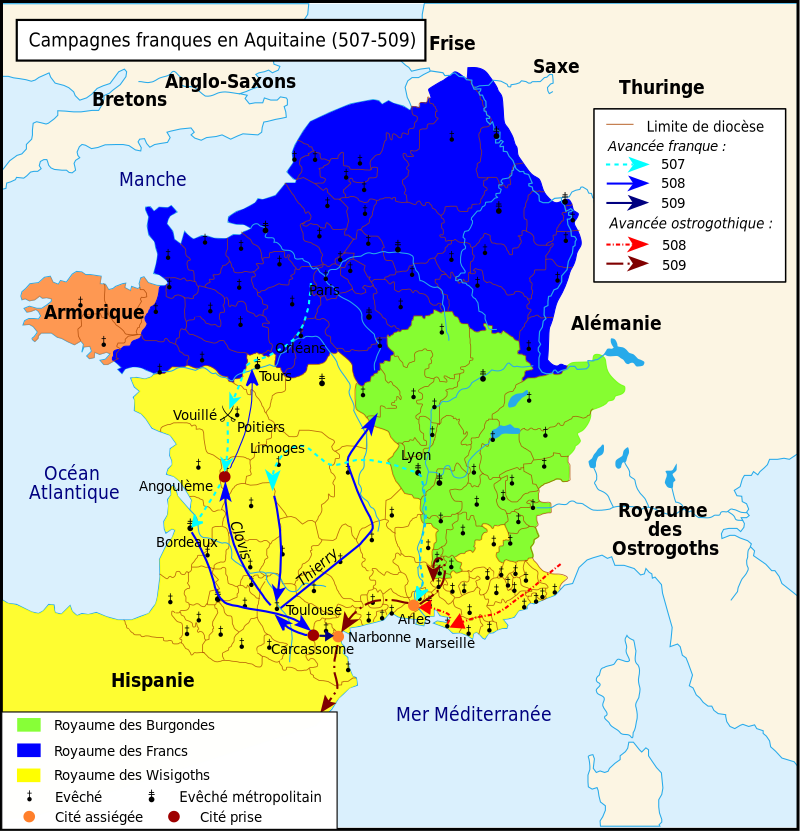 Campagnes franques en Aquitaine (507-509)
Frise
Saxe
Anglo-Saxons
Bretons
Thuringe
Limite de diocèse
Avancée franque :
507
508
509
Avancée ostrogothique :
508
509
Manche
Paris
Armorique
Alémanie
Orléans
Tours
Vouillé
Poitiers
Limoges
Lyon
Océan
Atlantique
Angoulême
Bordeaux
Clovis
Thierry
Royaume
des
Ostrogoths
Toulouse
Arles
Narbonne
Marseille
Carcassonne
Hispanie
Mer Méditerranée
Royaume des Burgondes
Royaume des Francs
Royaume des Wisigoths
Evêché
Evêché métropolitain
Cité assiégée
Cité prise